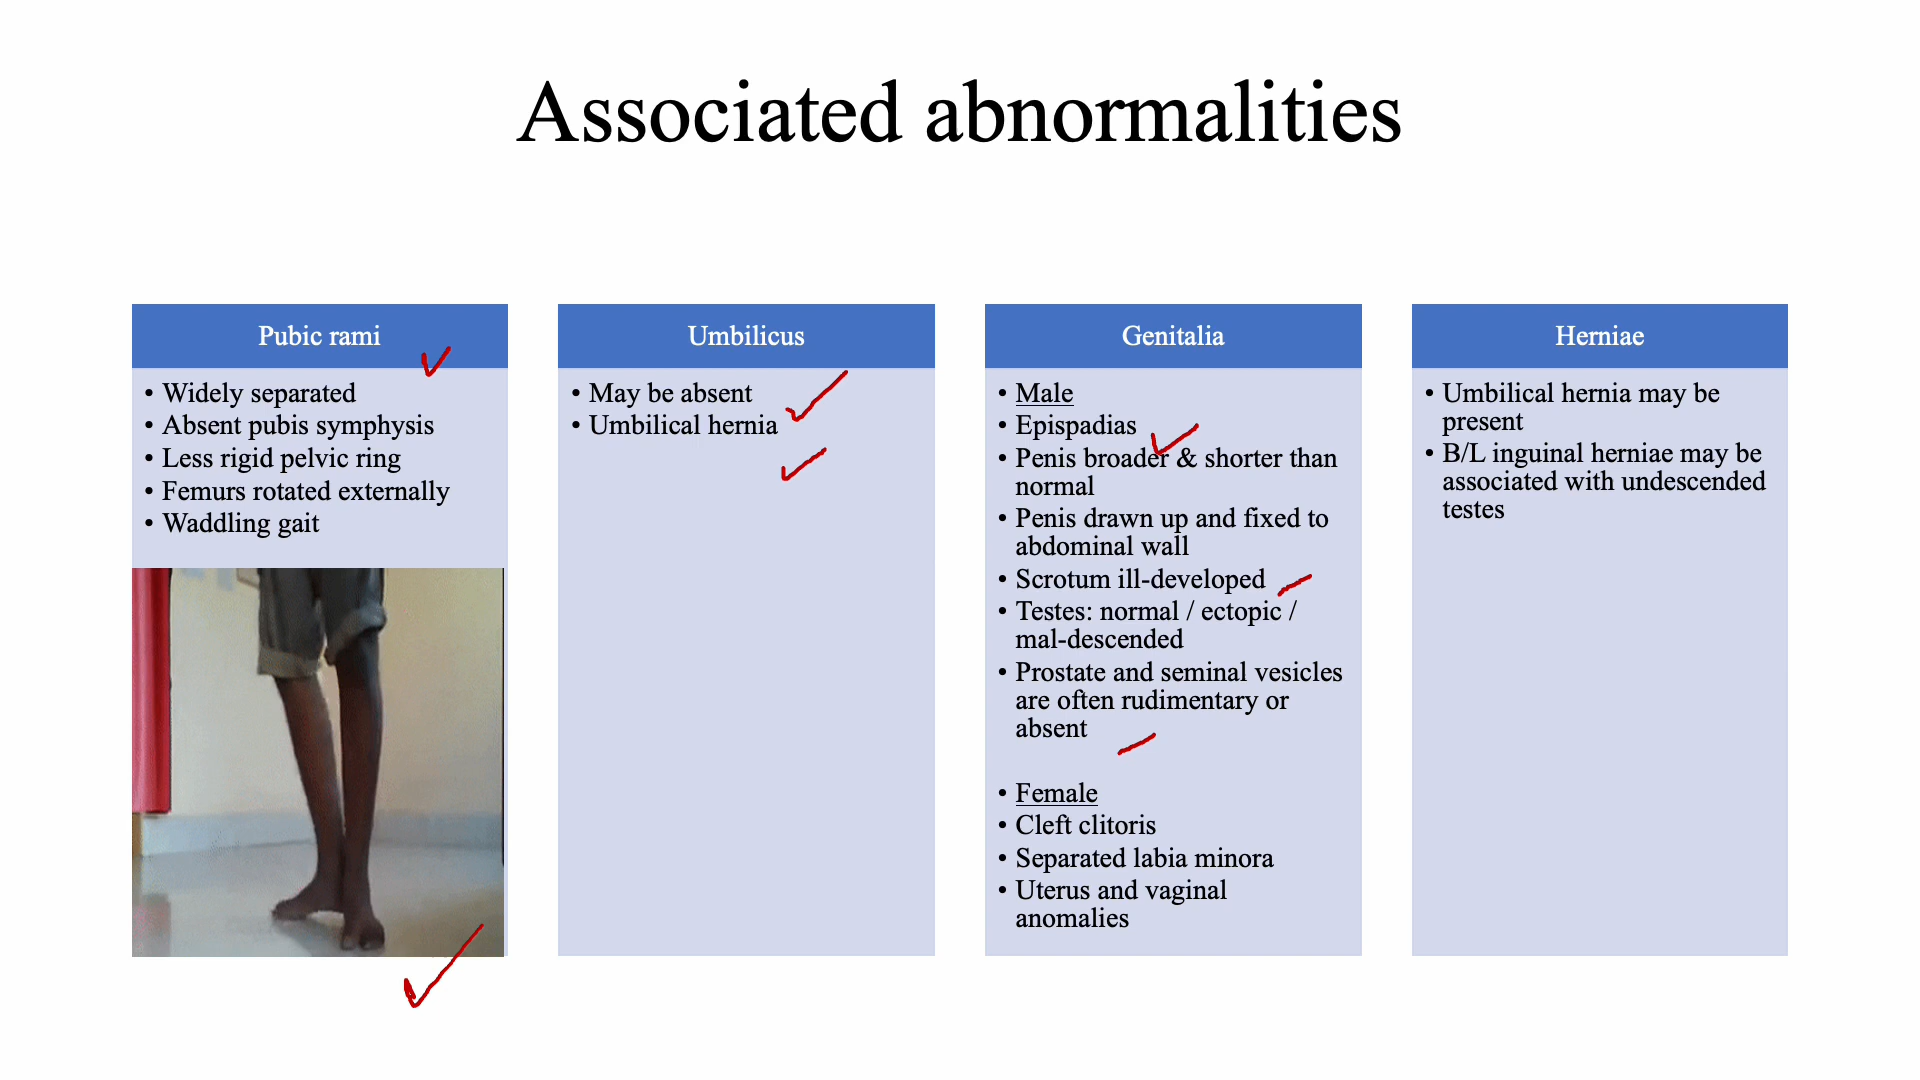 Associated abnormalities
Pubic rami
• Widely separated
• Absent pubis symphysis
• Less rigid pelvic ring
• Femurs rotated externally
• Waddling gait
Umbilicus
• May be absent
• Umbilical hernia
Genitalia
• Male
• Epispadias
• Penis broader & shorter than
normal
• Penis drawn up and fixed to
abdominal wall
• Scrotum ill-developed
• Testes: normal / ectopic /
mal-descended
• Prostate and seminal vesicles
are often rudimentary or
absent
• Female
• Cleft clitoris
• Separated labia minora
• Uterus and vaginal
anomalies
Herniae
• Umbilical hernia may be
present
• B/L inguinal herniae may be
associated with undescended
testes